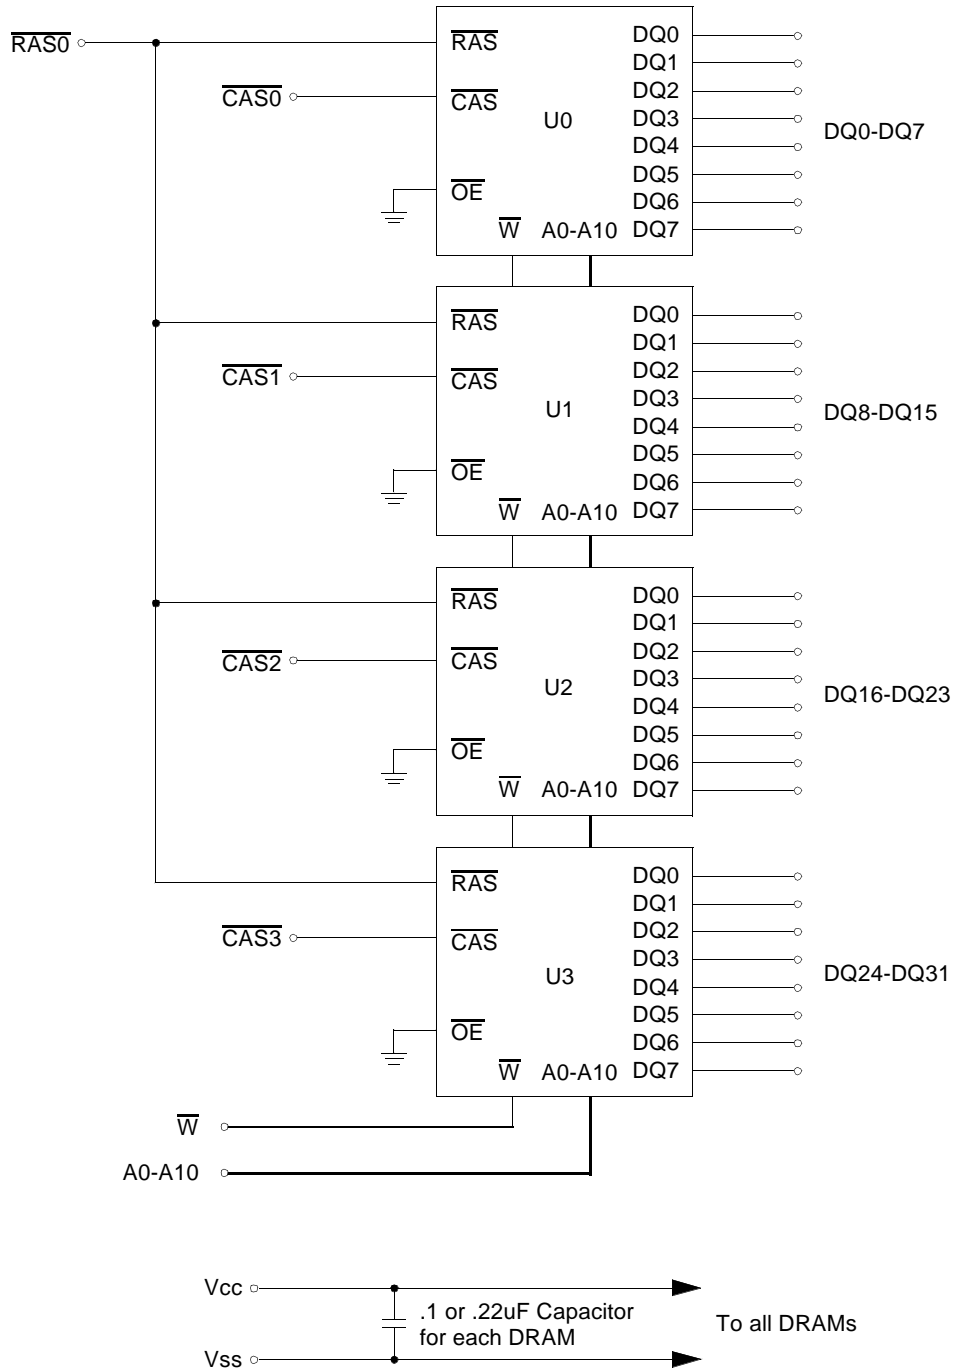 RAS0
RAS
CAS0
CAS
U0
OE
W A0-A10
DQ0
DQ1
DQ2
DQ3
DQ4
DQ5
DQ6
DQ7
DQ0-DQ7
RAS
CAS1
CAS
U1
OE
W A0-A10
DQ0
DQ1
DQ2
DQ3
DQ4
DQ5
DQ6
DQ7
DQ8-DQ15
RAS
CAS2
CAS
U2
OE
W A0-A10
DQ0
DQ1
DQ2
DQ3
DQ4
DQ5
DQ6
DQ7
DQ16-DQ23
RAS
CAS3
CAS
U3
OE
W A0-A10
DQ0
DQ1
DQ2
DQ3
DQ4
DQ5
DQ6
DQ7
DQ24-DQ31
W
A0-A10
Vcc
.1 or .22uF Capacitor
for each DRAM
To all DRAMs
Vss